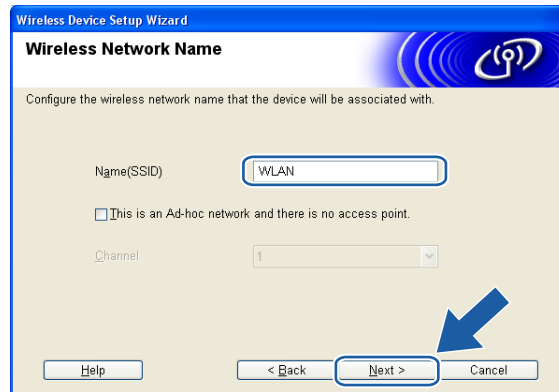 Wireless Device Setup Wizard
Wireless Network Name
Configure the wireless network name that the device will be associated with.
Name(SSID) WLAN
This is an Ad-hoc network and there is no access point.
Channel 1
Help < Back Next > Cancel